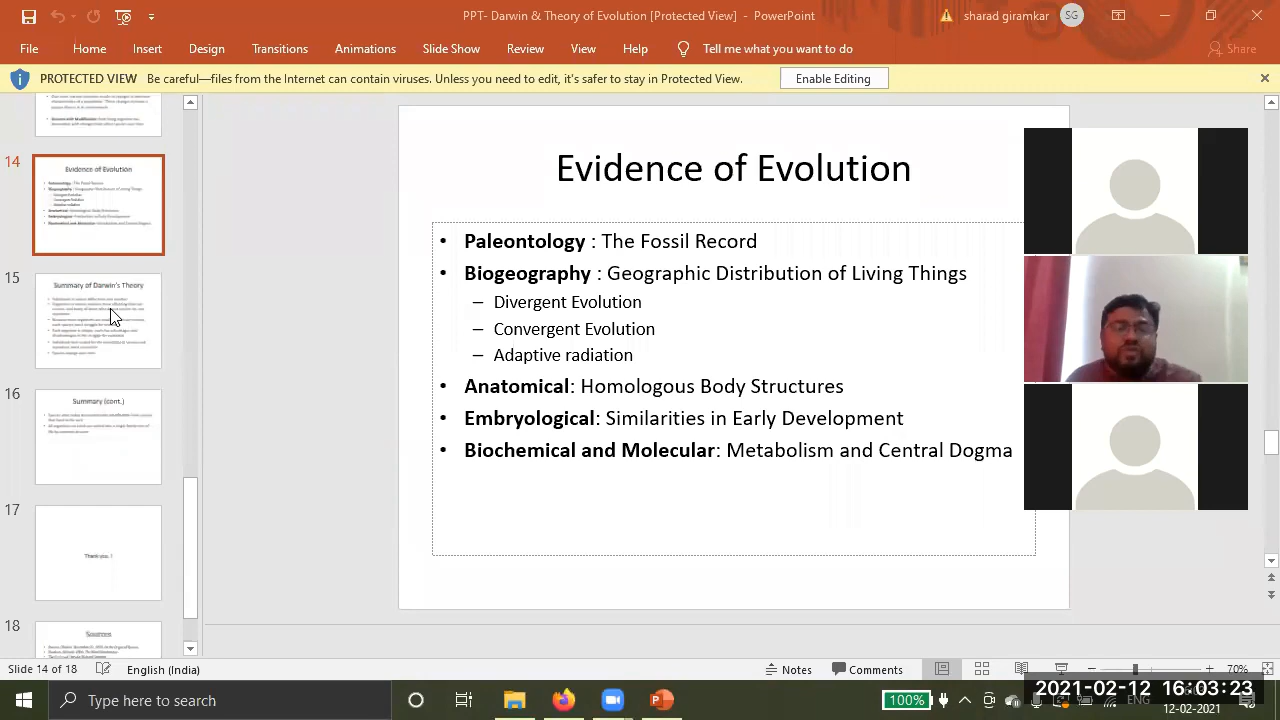 PPT- Darwin & Theory of Evolution [Protected View] - PowerPoint
sharad giramkar
SG
File Home Insert Design Transitions Animations Slide Show Review View Help Tell me what you want to do Share
PROTECTED VIEW Be careful—files from the Internet can contain viruses. Unless you need to edit, it's safer to stay in Protected View. Enable Editing
14
Evidence of Evolution
15
Summary of Darwin's Theory
16
Summary (cont.)
17
Thank you. !
18
Evidence of Evolution
• Paleontology : The Fossil Record
• Biogeography : Geographic Distribution of Living Things
– Divergent Evolution
– Convergent Evolution
– Adaptive radiation
• Anatomical: Homologous Body Structures
• Embryological: Similarities in Early Development
• Biochemical and Molecular: Metabolism and Central Dogma
Slide 14 of 18 English (India) Notes Comments 70%
Type here to search
100%
ENG
2021-02-12 16:03:23
12-02-2021